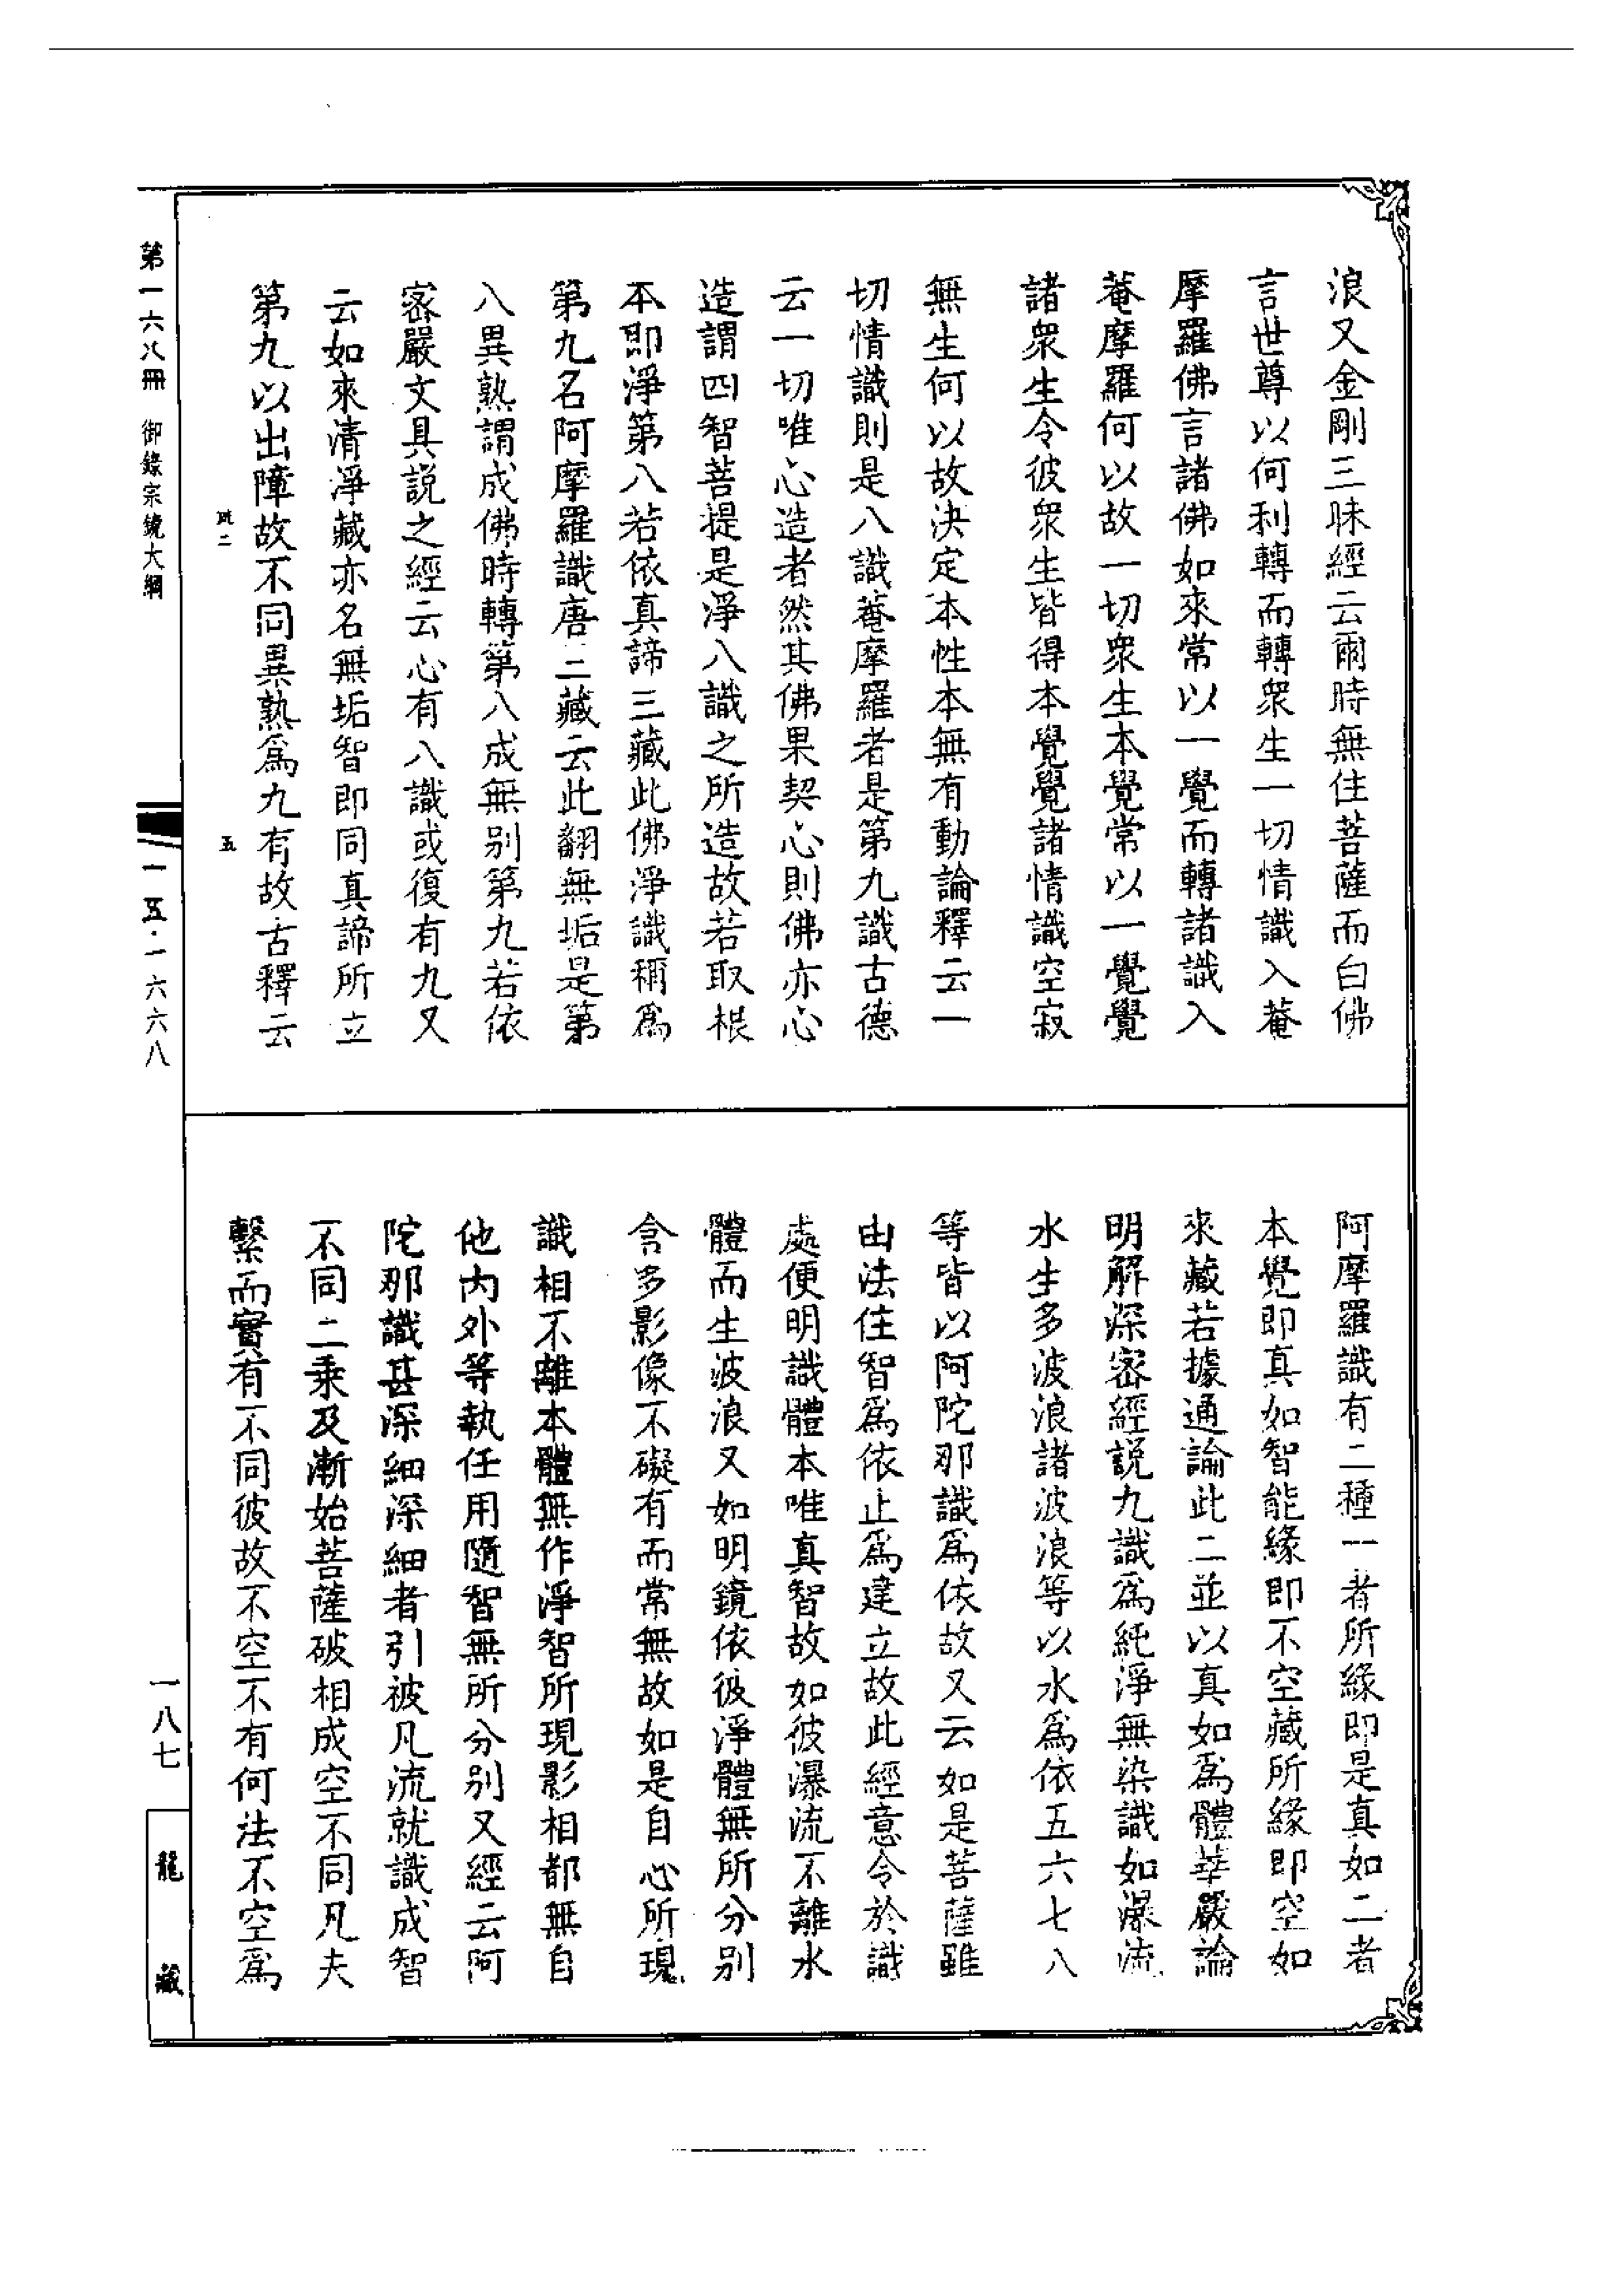 浪又金剛三昧經云爾時無住菩薩而白佛
言世尊以何利轉而轉衆生一切情識入菴
摩羅佛言諸佛如來常以一覺而轉諸識入
菴摩羅何以故一切衆生本覺常以一覺覺
諸衆生令彼衆生皆得本覺覺諸情識空寂
無生何以故決定本性本無有動論釋云一
切情識則是八識菴摩羅者是第九識古德
云一切唯心造者然其佛果契心則佛亦心
造謂四智菩提是淨八識之所造故若取根
本即淨第八若依真諦三藏此佛淨識稱爲
第九名阿摩羅識唐三藏云此翻無垢是第
八異熟謂成佛時轉第八成無别第九若依
密嚴文具説之經云心有八識或復有九又
云如來清淨藏亦名無垢智即同真諦所立
第九以出障故不同異熟爲九有故古釋云
阿摩羅識有二種一者所緣即是真如二者
本覺即真如智能緣即不空藏所緣即空如
來藏若據通論此二並以真如爲體華嚴論
明解深密經説九識爲純淨無染識如瀑流
水生多波浪諸波浪等以水爲依五六七八
等皆以阿陀那識爲依故又云如是菩薩雖
由法住智爲依止爲建立故此經意令於識
處便明識體本唯真智故如彼瀑流不離水
體而生波浪又如明鏡依彼淨體無所分别
含多影像不礙有而常無故如是自心所現
識相不離本體無作淨智所現影相都無自
他内外等執任用隨智無所分别又經云阿
陀那識甚深細深細者引彼凡流就識成智
不同二乘及漸始菩薩破相成空不同凡夫
繫而實有不同彼故不空不有何法不空爲
第一六八冊 御錄宗鏡大綱
二
五
一五·一六六八
一八七
龍藏